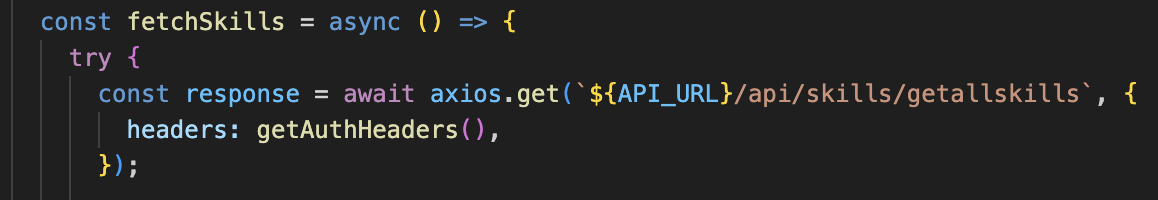 const fetchSkills = async () => {
try {
const response = await axios.get(`${API_URL}/api/skills/getallskills`, {
headers: getAuthHeaders(),
});